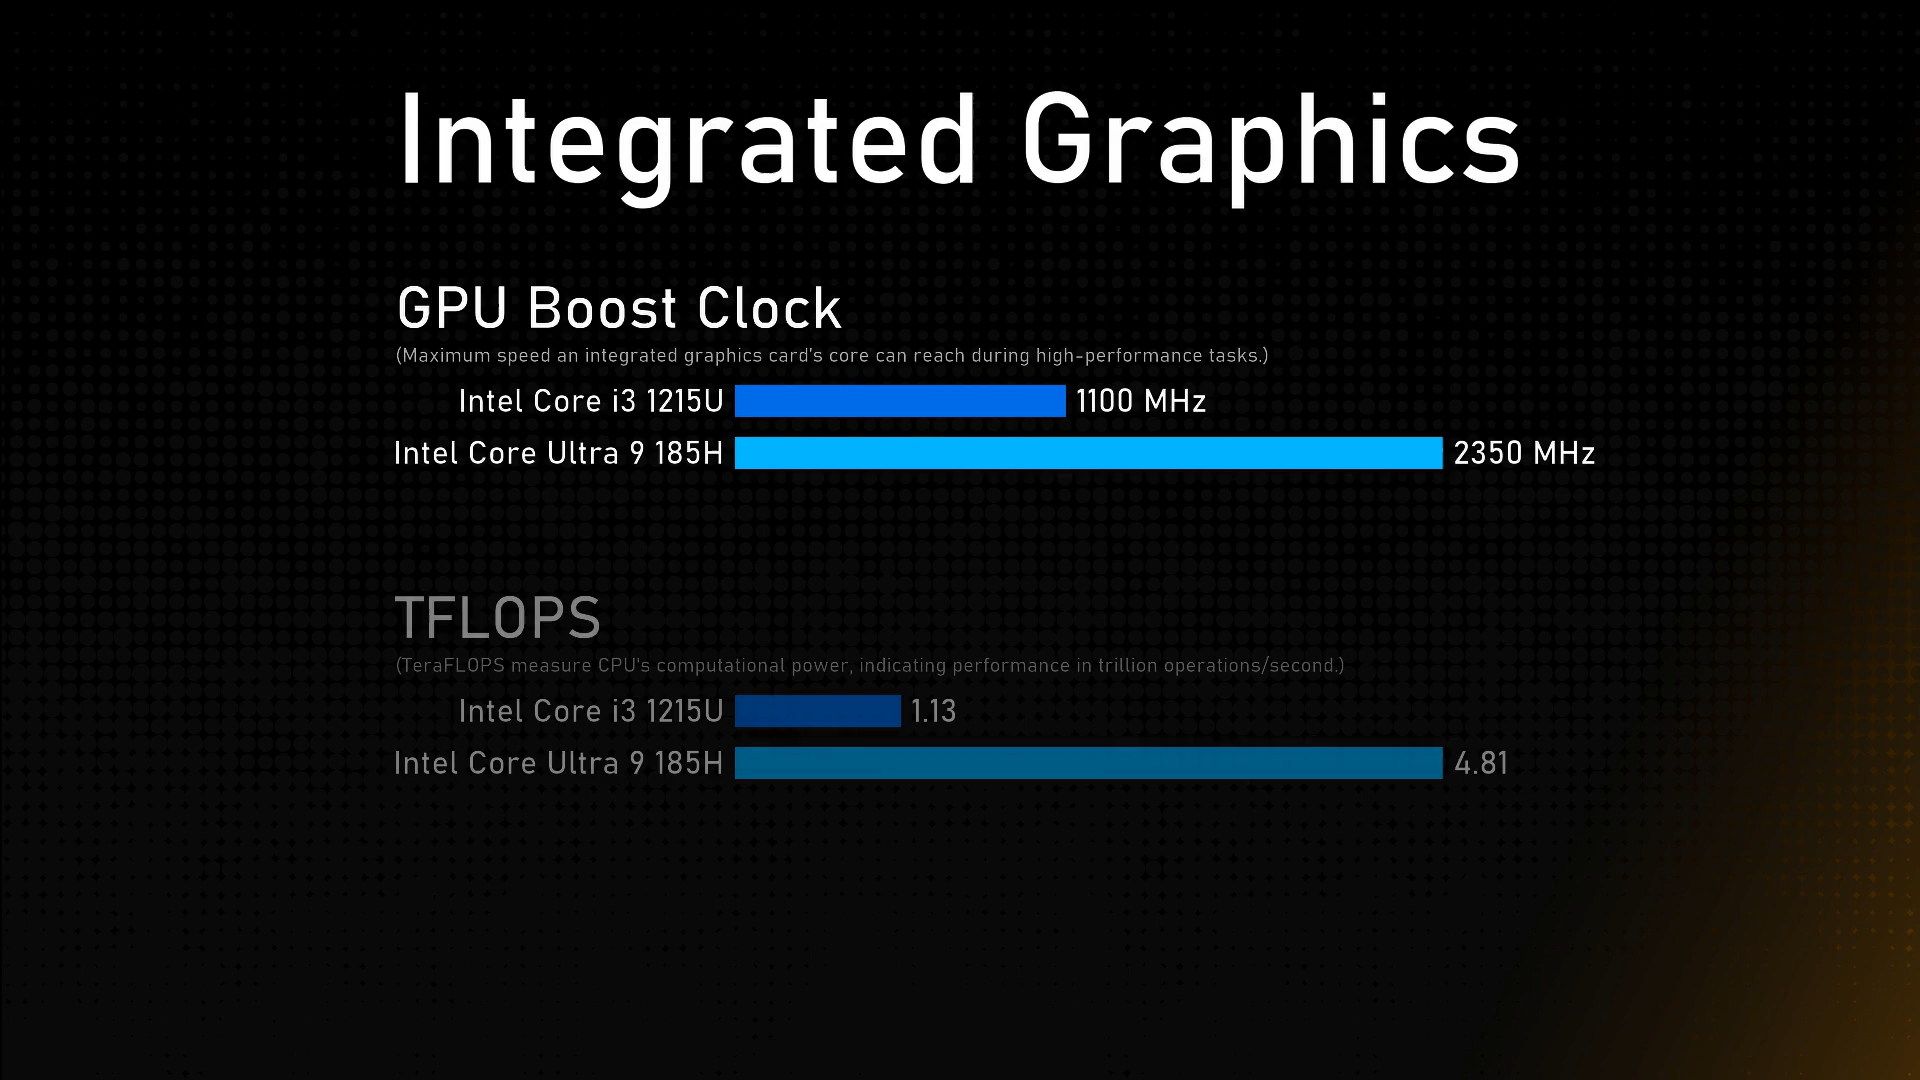 Integrated Graphics
GPU Boost Clock
(Maximum speed an integrated graphics card's core can reach during high-performance tasks.)
Intel Core i3 1215U 1100 MHz
Intel Core Ultra 9 185H 2350 MHz
TFLOPS
(TeraFLOPS measure CPU's computational power, indicating performance in trillion operations/second.)
Intel Core i3 1215U 1.13
Intel Core Ultra 9 185H 4.81